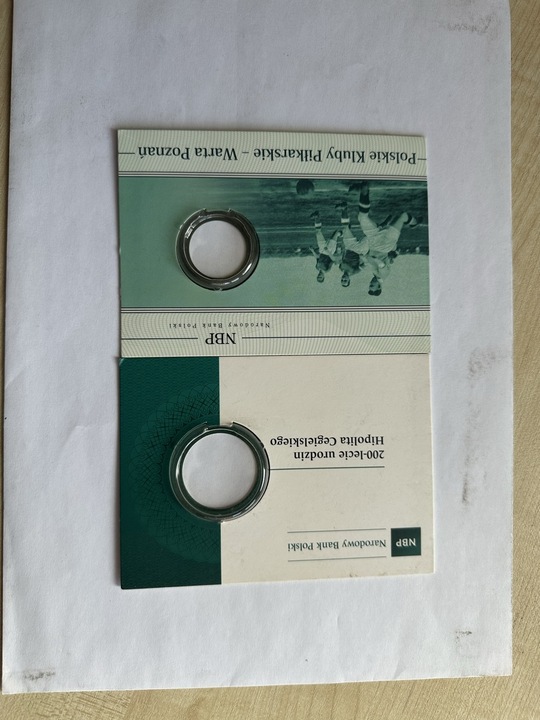 NBP
Narodowy Bank Polski
200-lecie urodzin
Hipolita Cegielskiego
NBP
Narodowy Bank Polski
Polskie Kluby Piłkarskie – Warta Poznań